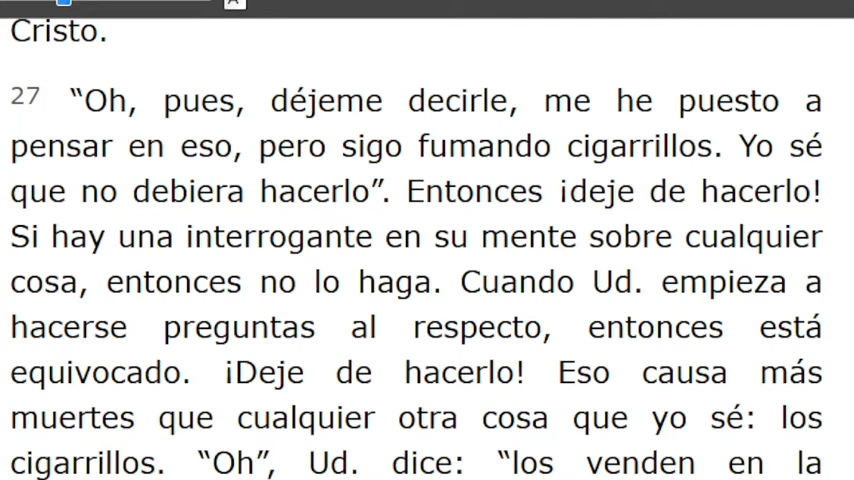 Cristo.
27 “Oh, pues, déjeme decirle, me he puesto a
pensar en eso, pero sigo fumando cigarrillos. Yo sé
que no debiera hacerlo”. Entonces ¡deje de hacerlo!
Si hay una interrogante en su mente sobre cualquier
cosa, entonces no lo haga. Cuando Ud. empieza a
hacerse preguntas al respecto, entonces está
equivocado. ¡Deje de hacerlo! Eso causa más
muertes que cualquier otra cosa que yo sé: los
cigarrillos. “Oh”, Ud. dice: “los venden en la